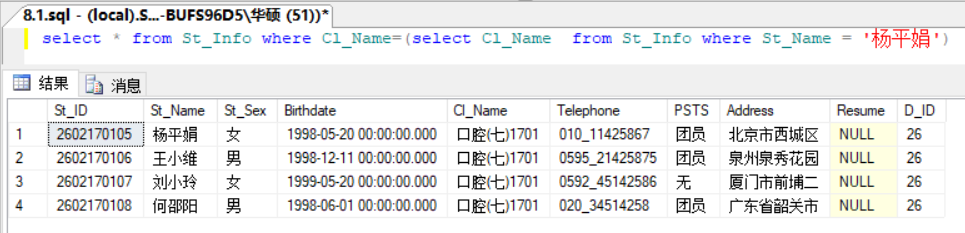 8.1.sql - (local).S...-BUFS96D5\华硕 (51))*
select * from St_Info where Cl_Name=(select Cl_Name  from St_Info where St_Name = '杨平娟')
结果 消息
St_ID St_Name St_Sex Birthdate Cl_Name Telephone PSTS Address Resume D_ID
1 2602170105 杨平娟 女 1998-05-20 00:00:00.000 口腔(七)1701 010_11425867 团员 北京市西城区 NULL 26
2 2602170106 王小维 男 1998-12-11 00:00:00.000 口腔(七)1701 0595_21425875 团员 泉州泉秀花园 NULL 26
3 2602170107 刘小玲 女 1999-05-20 00:00:00.000 口腔(七)1701 0592_45142586 无 厦门市前埔二 NULL 26
4 2602170108 何邵阳 男 1998-06-01 00:00:00.000 口腔(七)1701 020_34514258 团员 广东省韶关市 NULL 26